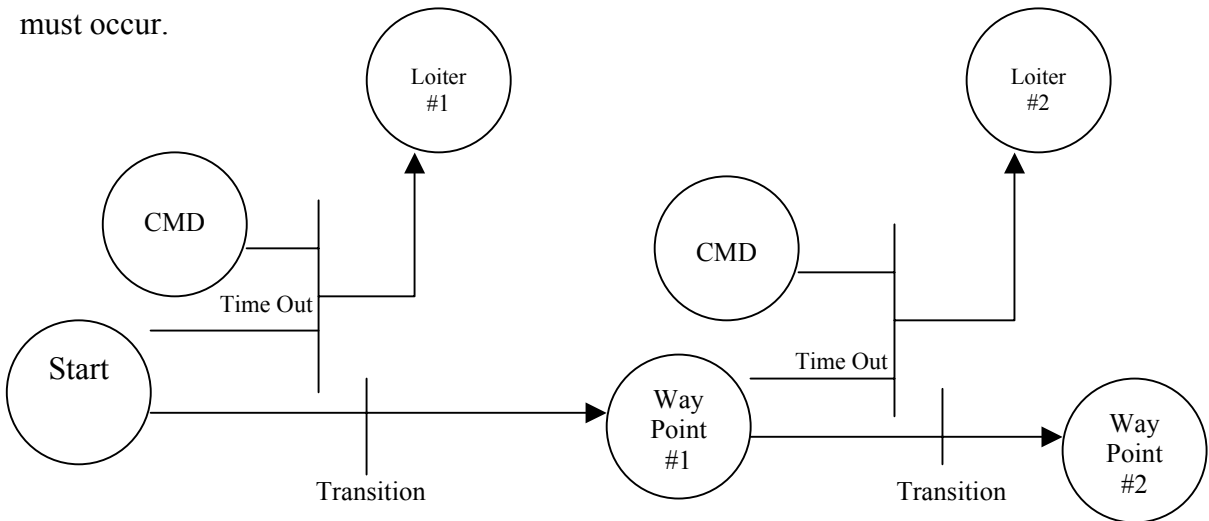 must occur.
Loiter
#1
Loiter
#2
CMD
CMD
Time Out
Start
Time Out
Way
Point
#1
Way
Point
#2
Transition
Transition